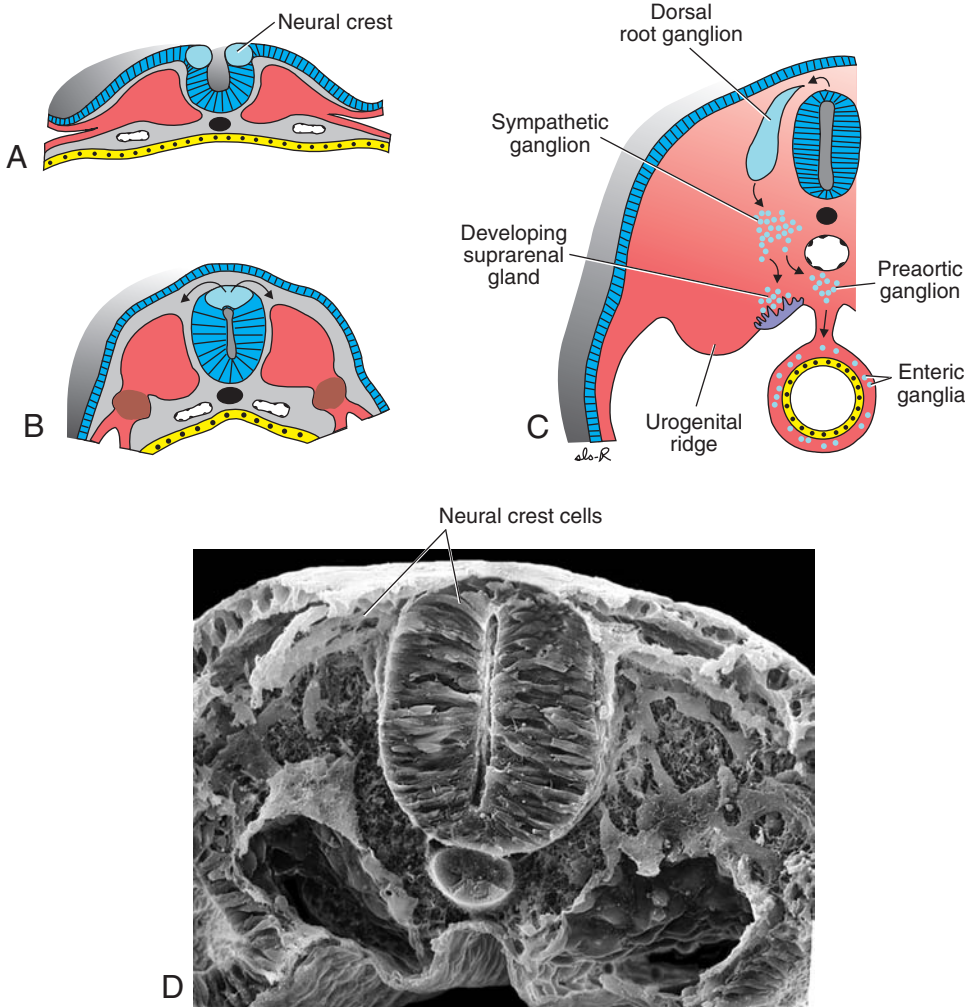 Neural crest
A
B
Dorsal
root ganglion
Sympathetic
ganglion
Developing
suprarenal
gland
Preaortic
ganglion
Enteric
ganglia
Urogenital
ridge
C
sls-R
Neural crest cells
D